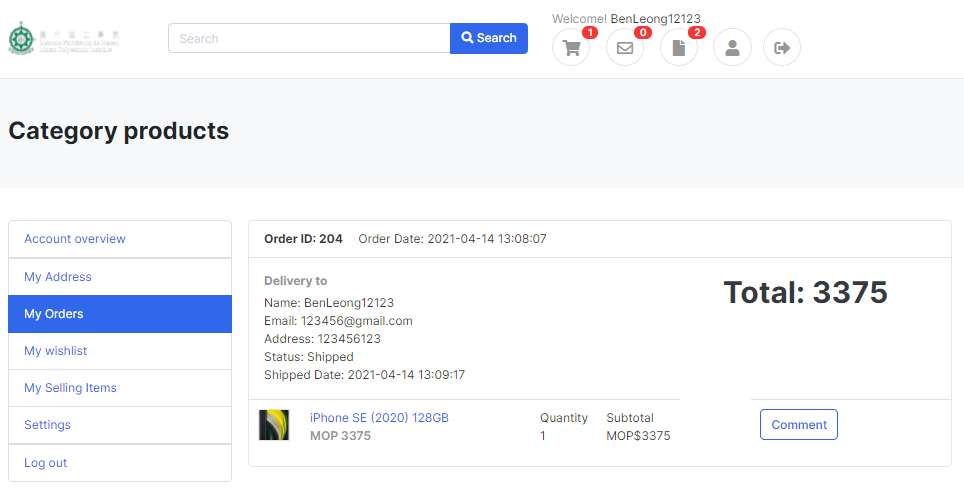 Welcome! BenLeong12123
Search
Search
1
0
2
Category products
Account overview
My Address
My Orders
My wishlist
My Selling Items
Settings
Log out
Order ID: 204 Order Date: 2021-04-14 13:08:07
Delivery to
Name: BenLeong12123
Email: 123456@gmail.com
Address: 123456123
Status: Shipped
Shipped Date: 2021-04-14 13:09:17
Total: 3375
iPhone SE (2020) 128GB
MOP 3375
Quantity
1
Subtotal
MOP$3375
Comment